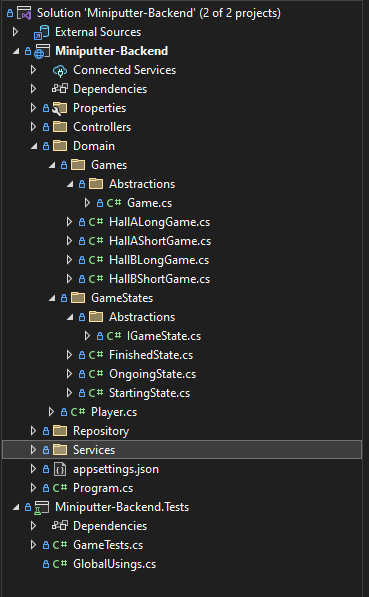 Solution 'Miniputter-Backend' (2 of 2 projects)
External Sources
Miniputter-Backend
Connected Services
Dependencies
Properties
Controllers
Domain
Games
Abstractions
C# Game.cs
C# HallALongGame.cs
C# HallAShortGame.cs
C# HallBLongGame.cs
C# HallBShortGame.cs
GameStates
Abstractions
C# IGameState.cs
C# FinishedState.cs
C# OngoingState.cs
C# StartingState.cs
C# Player.cs
Repository
Services
appsettings.json
C# Program.cs
Miniputter-Backend.Tests
Dependencies
C# GameTests.cs
C# GlobalUsings.cs